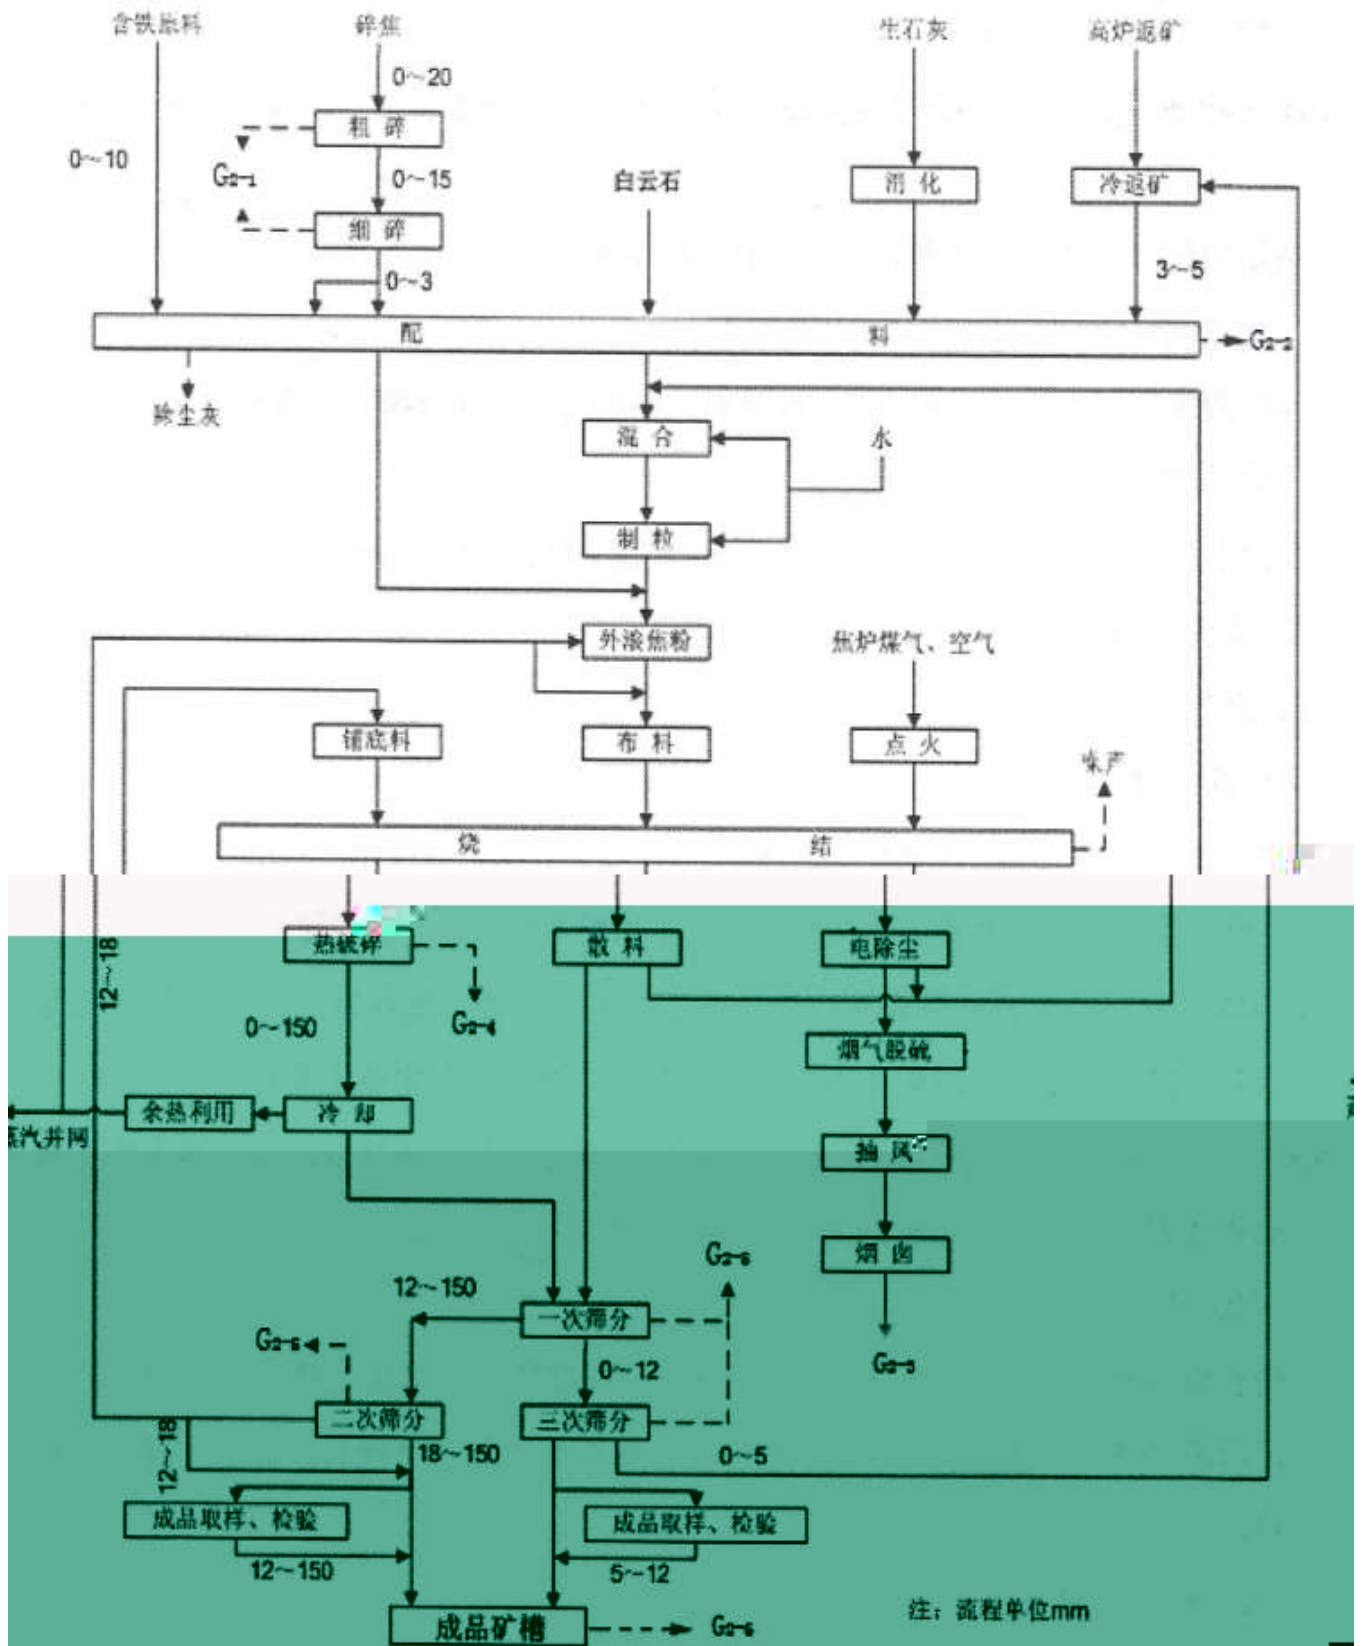 含铁原料 碎焦 生石灰 高炉返矿
0～20
粗 碎
0～10 G2-1 0～15 白云石 消 化 冷返矿
细 碎
0～3 3～5
配 料 G2-2
除尘灰
混 合 水
制 粒
外滚焦粉 焦炉煤气、空气
铺底料 布 料 点 火
噪声
烧 结
12～18 热破碎 散 料 电除尘
0～150 G2-4
烟气脱硫
余热利用 冷 却
蒸汽并网
抽 风
烟 囱
G2-6
12～150
一次筛分
G2-5 0～12 G2-3
二次筛分 三次筛分
12～18 18～150 0～5
成品取样、检验 成品取样、检验
12～150 5～12
成品矿槽 G2-6
注：流程单位mm